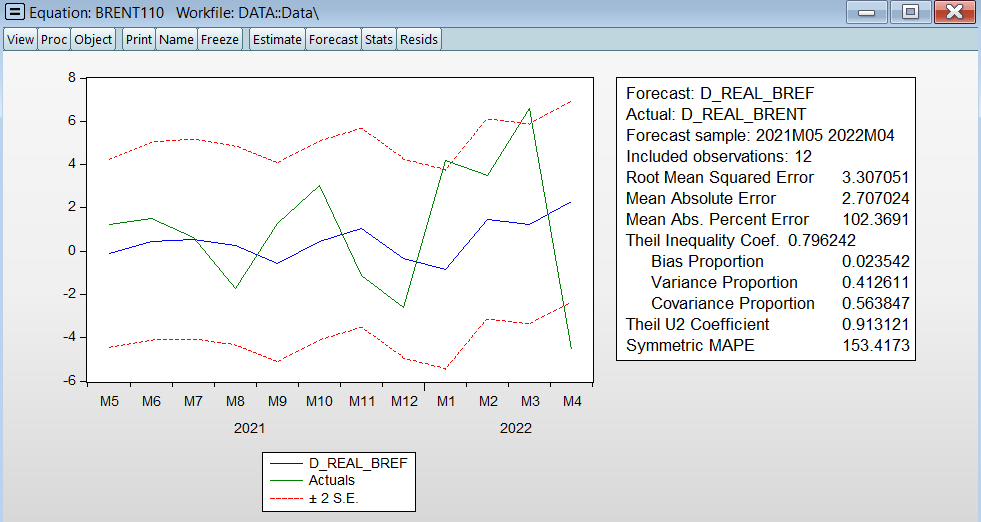 Equation: BRENT110 Workfile: DATA::Data\
View Proc Object Print Name Freeze Estimate Forecast Stats Resids
8
6
4
2
0
-2
-4
-6
M5 M6 M7 M8 M9 M10 M11 M12 M1 M2 M3 M4
2021 2022
D_REAL_BREF
Actuals
± 2 S.E.
Forecast: D_REAL_BREF
Actual: D_REAL_BRENT
Forecast sample: 2021M05 2022M04
Included observations: 12
Root Mean Squared Error 3.307051
Mean Absolute Error 2.707024
Mean Abs. Percent Error 102.3691
Theil Inequality Coef. 0.796242
Bias Proportion 0.023542
Variance Proportion 0.412611
Covariance Proportion 0.563847
Theil U2 Coefficient 0.913121
Symmetric MAPE 153.4173